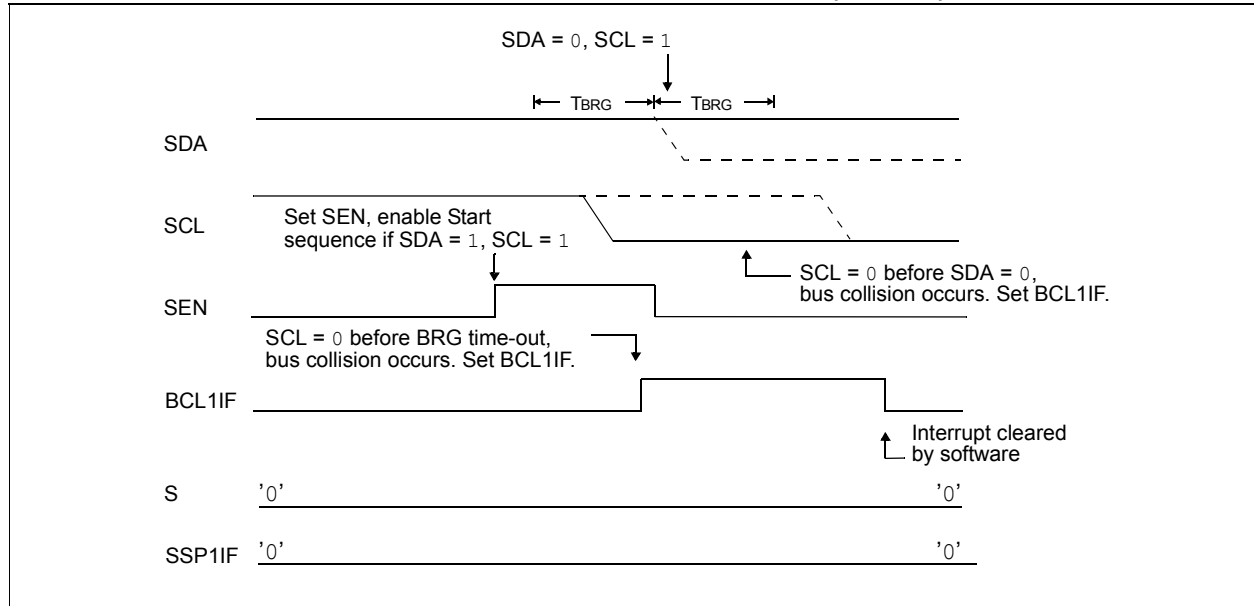 SDA = 0, SCL = 1
TBRG TBRG
SDA
SCL
Set SEN, enable Start
sequence if SDA = 1, SCL = 1
SCL = 0 before SDA = 0,
bus collision occurs. Set BCL1IF.
SEN
SCL = 0 before BRG time-out,
bus collision occurs. Set BCL1IF.
BCL1IF
Interrupt cleared
by software
S '0' '0'
SSP1IF '0' '0'